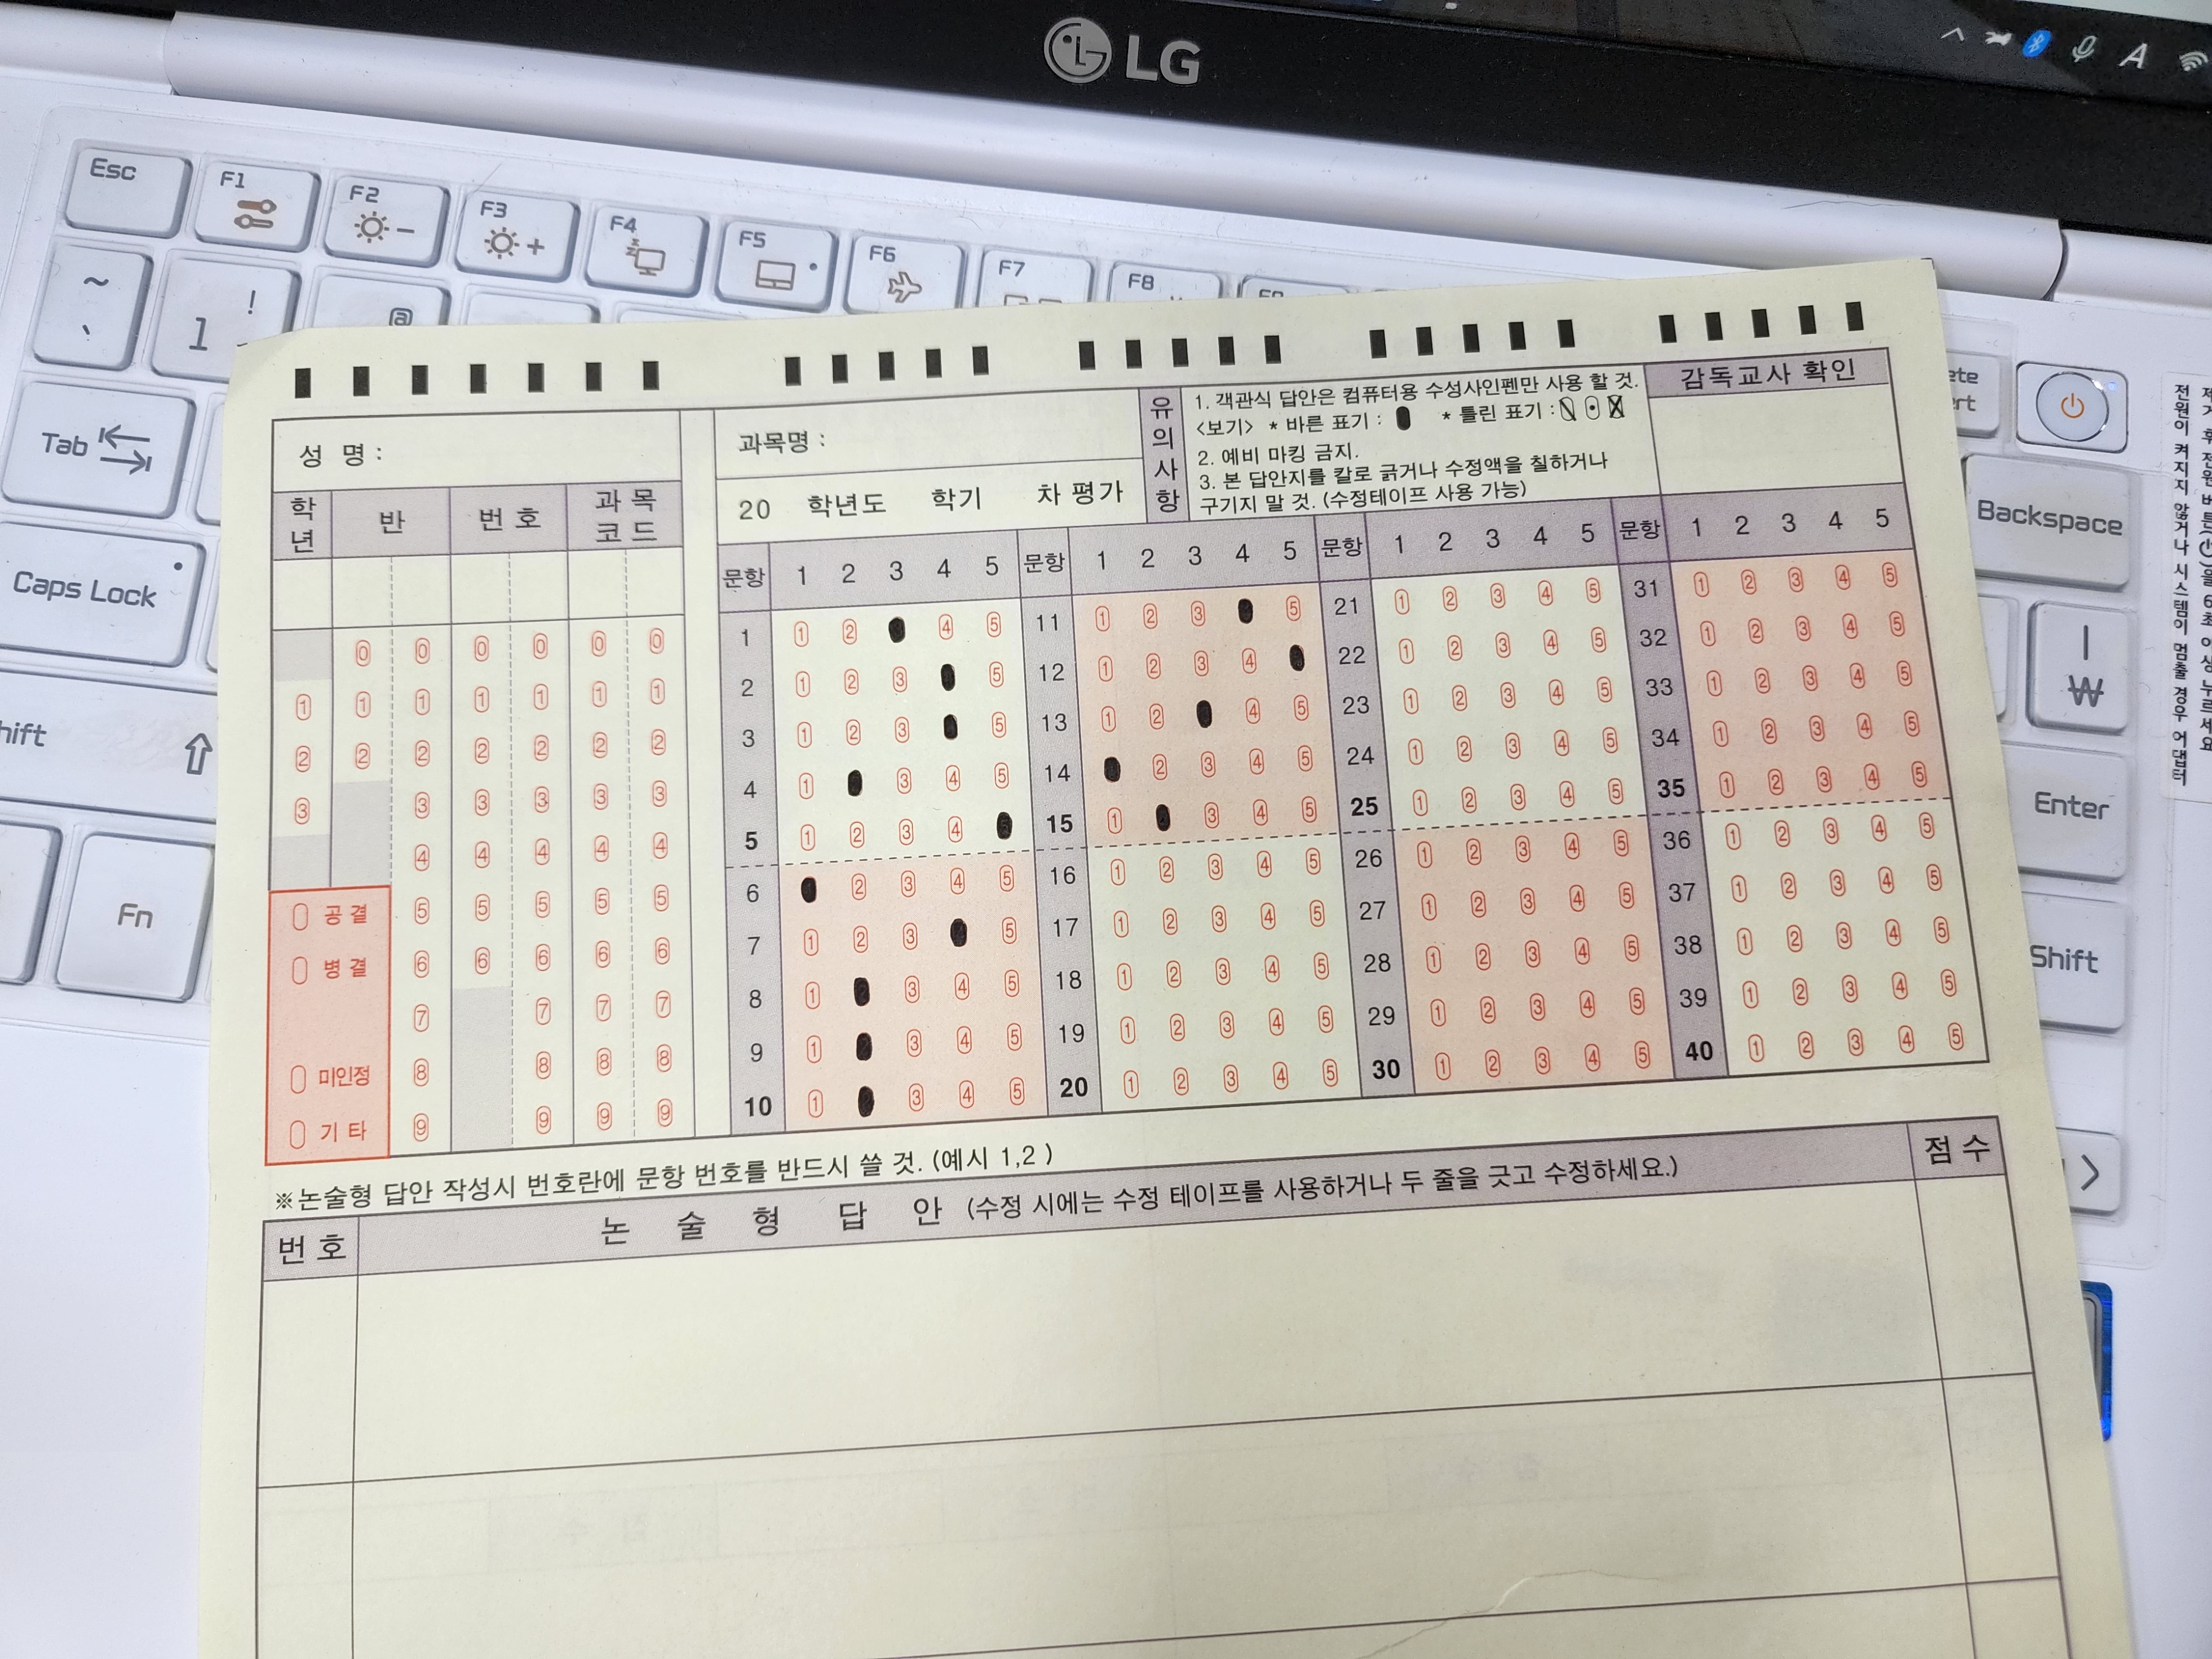 LG
A
Esc
F1
F2
F3
F4
F5
F6
F7
F8
~
`
!
1
@
Tab
Caps Lock
Fn
Backspace
Enter
Shift
성 명 :
학년 반 번호 과목코드
0 0 0 0 0 0
1 1 1 1 1 1 1
2 2 2 2 2 2 2
3 3 3 3 3 3
4 4 4 4 4
공결 5 5 5 5 5
병결 6 6 6 6 6
7 7 7 7
미인정 8 8 8 8
기타 9 9 9 9
과목명 :
20 학년도 학기 차 평가
유의사항
1. 객관식 답안은 컴퓨터용 수성사인펜만 사용 할 것.
<보기> * 바른 표기 : * 틀린 표기 :
2. 예비 마킹 금지.
3. 본 답안지를 칼로 긁거나 수정액을 칠하거나
구기지 말 것. (수정테이프 사용 가능)
감독교사 확인
문항 1 2 3 4 5 문항 1 2 3 4 5 문항 1 2 3 4 5 문항 1 2 3 4 5
1 1 2 4 5 11 1 2 3 5 21 1 2 3 4 5 31 1 2 3 4 5
2 1 2 3 5 12 1 2 3 4 22 1 2 3 4 5 32 1 2 3 4 5
3 1 2 3 5 13 1 2 4 5 23 1 2 3 4 5 33 1 2 3 4 5
4 1 3 4 5 14 2 3 4 5 24 1 2 3 4 5 34 1 2 3 4 5
5 1 2 3 4 15 1 3 4 5 25 1 2 3 4 5 35 1 2 3 4 5
6 2 3 4 5 16 1 2 3 4 5 26 1 2 3 4 5 36 1 2 3 4 5
7 1 2 3 5 17 1 2 3 4 5 27 1 2 3 4 5 37 1 2 3 4 5
8 1 3 4 5 18 1 2 3 4 5 28 1 2 3 4 5 38 1 2 3 4 5
9 1 3 4 5 19 1 2 3 4 5 29 1 2 3 4 5 39 1 2 3 4 5
10 1 3 4 5 20 1 2 3 4 5 30 1 2 3 4 5 40 1 2 3 4 5
※논술형 답안 작성시 번호란에 문항 번호를 반드시 쓸 것. (예시 1,2 )
번호 논 술 형 답 안 (수정 시에는 수정 테이프를 사용하거나 두 줄을 긋고 수정하세요.) 점수